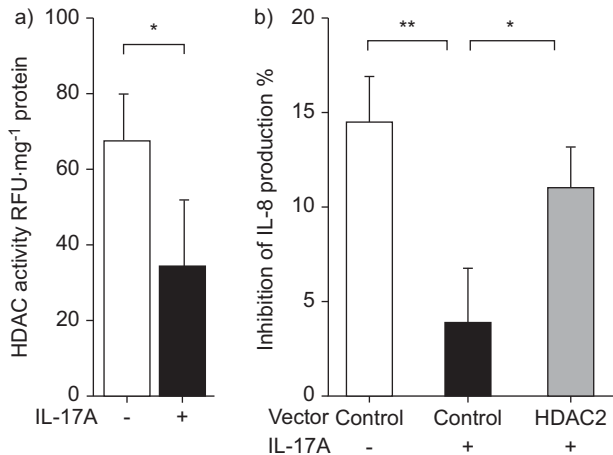 a)
HDAC activity RFU·mg-1 protein
100
80
60
40
20
0
*
IL-17A - +
b)
Inhibition of IL-8 production %
20
15
10
5
0
** *
Vector Control Control HDAC2
IL-17A - + +